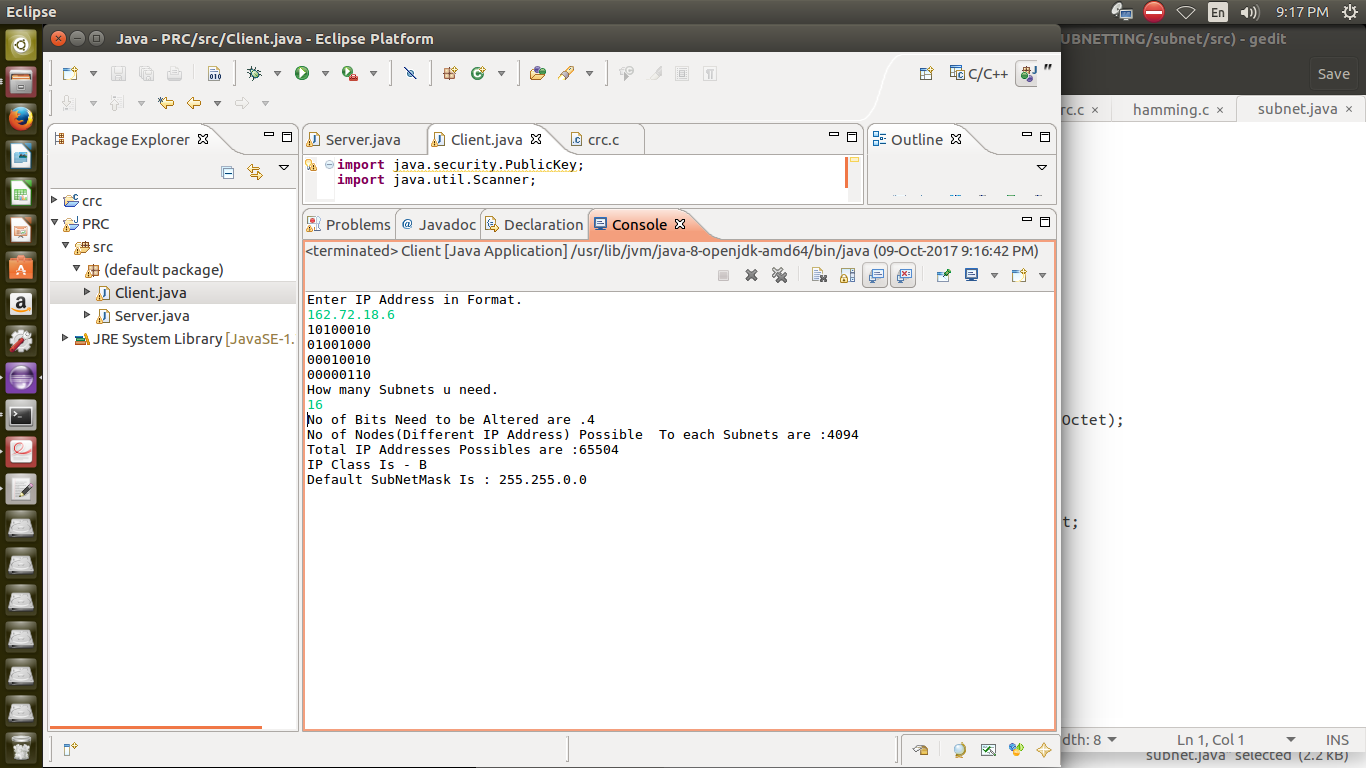 Eclipse
En
9:17 PM
Java - PRC/src/Client.java - Eclipse Platform
UBNETTING/subnet/src) - gedit
Save
C/C++
rc.c ×
hamming.c ×
subnet.java ×
Package Explorer
Server.java
Client.java
crc.c
Outline
import java.security.PublicKey;
import java.util.Scanner;
crc
PRC
src
(default package)
Client.java
Server.java
JRE System Library [JavaSE-1.
Problems
@ Javadoc
Declaration
Console
<terminated> Client [Java Application] /usr/lib/jvm/java-8-openjdk-amd64/bin/java (09-Oct-2017 9:16:42 PM)
Enter IP Address in Format.
162.72.18.6
10100010
01001000
00010010
00000110
How many Subnets u need.
16
No of Bits Need to be Altered are .4
No of Nodes(Different IP Address) Possible  To each Subnets are :4094
Total IP Addresses Possibles are :65504
IP Class Is - B
Default SubNetMask Is : 255.255.0.0
Octet);
t;
dth: 8
Ln 1, Col 1
INS
subnet.java" selected (2.2 kB)